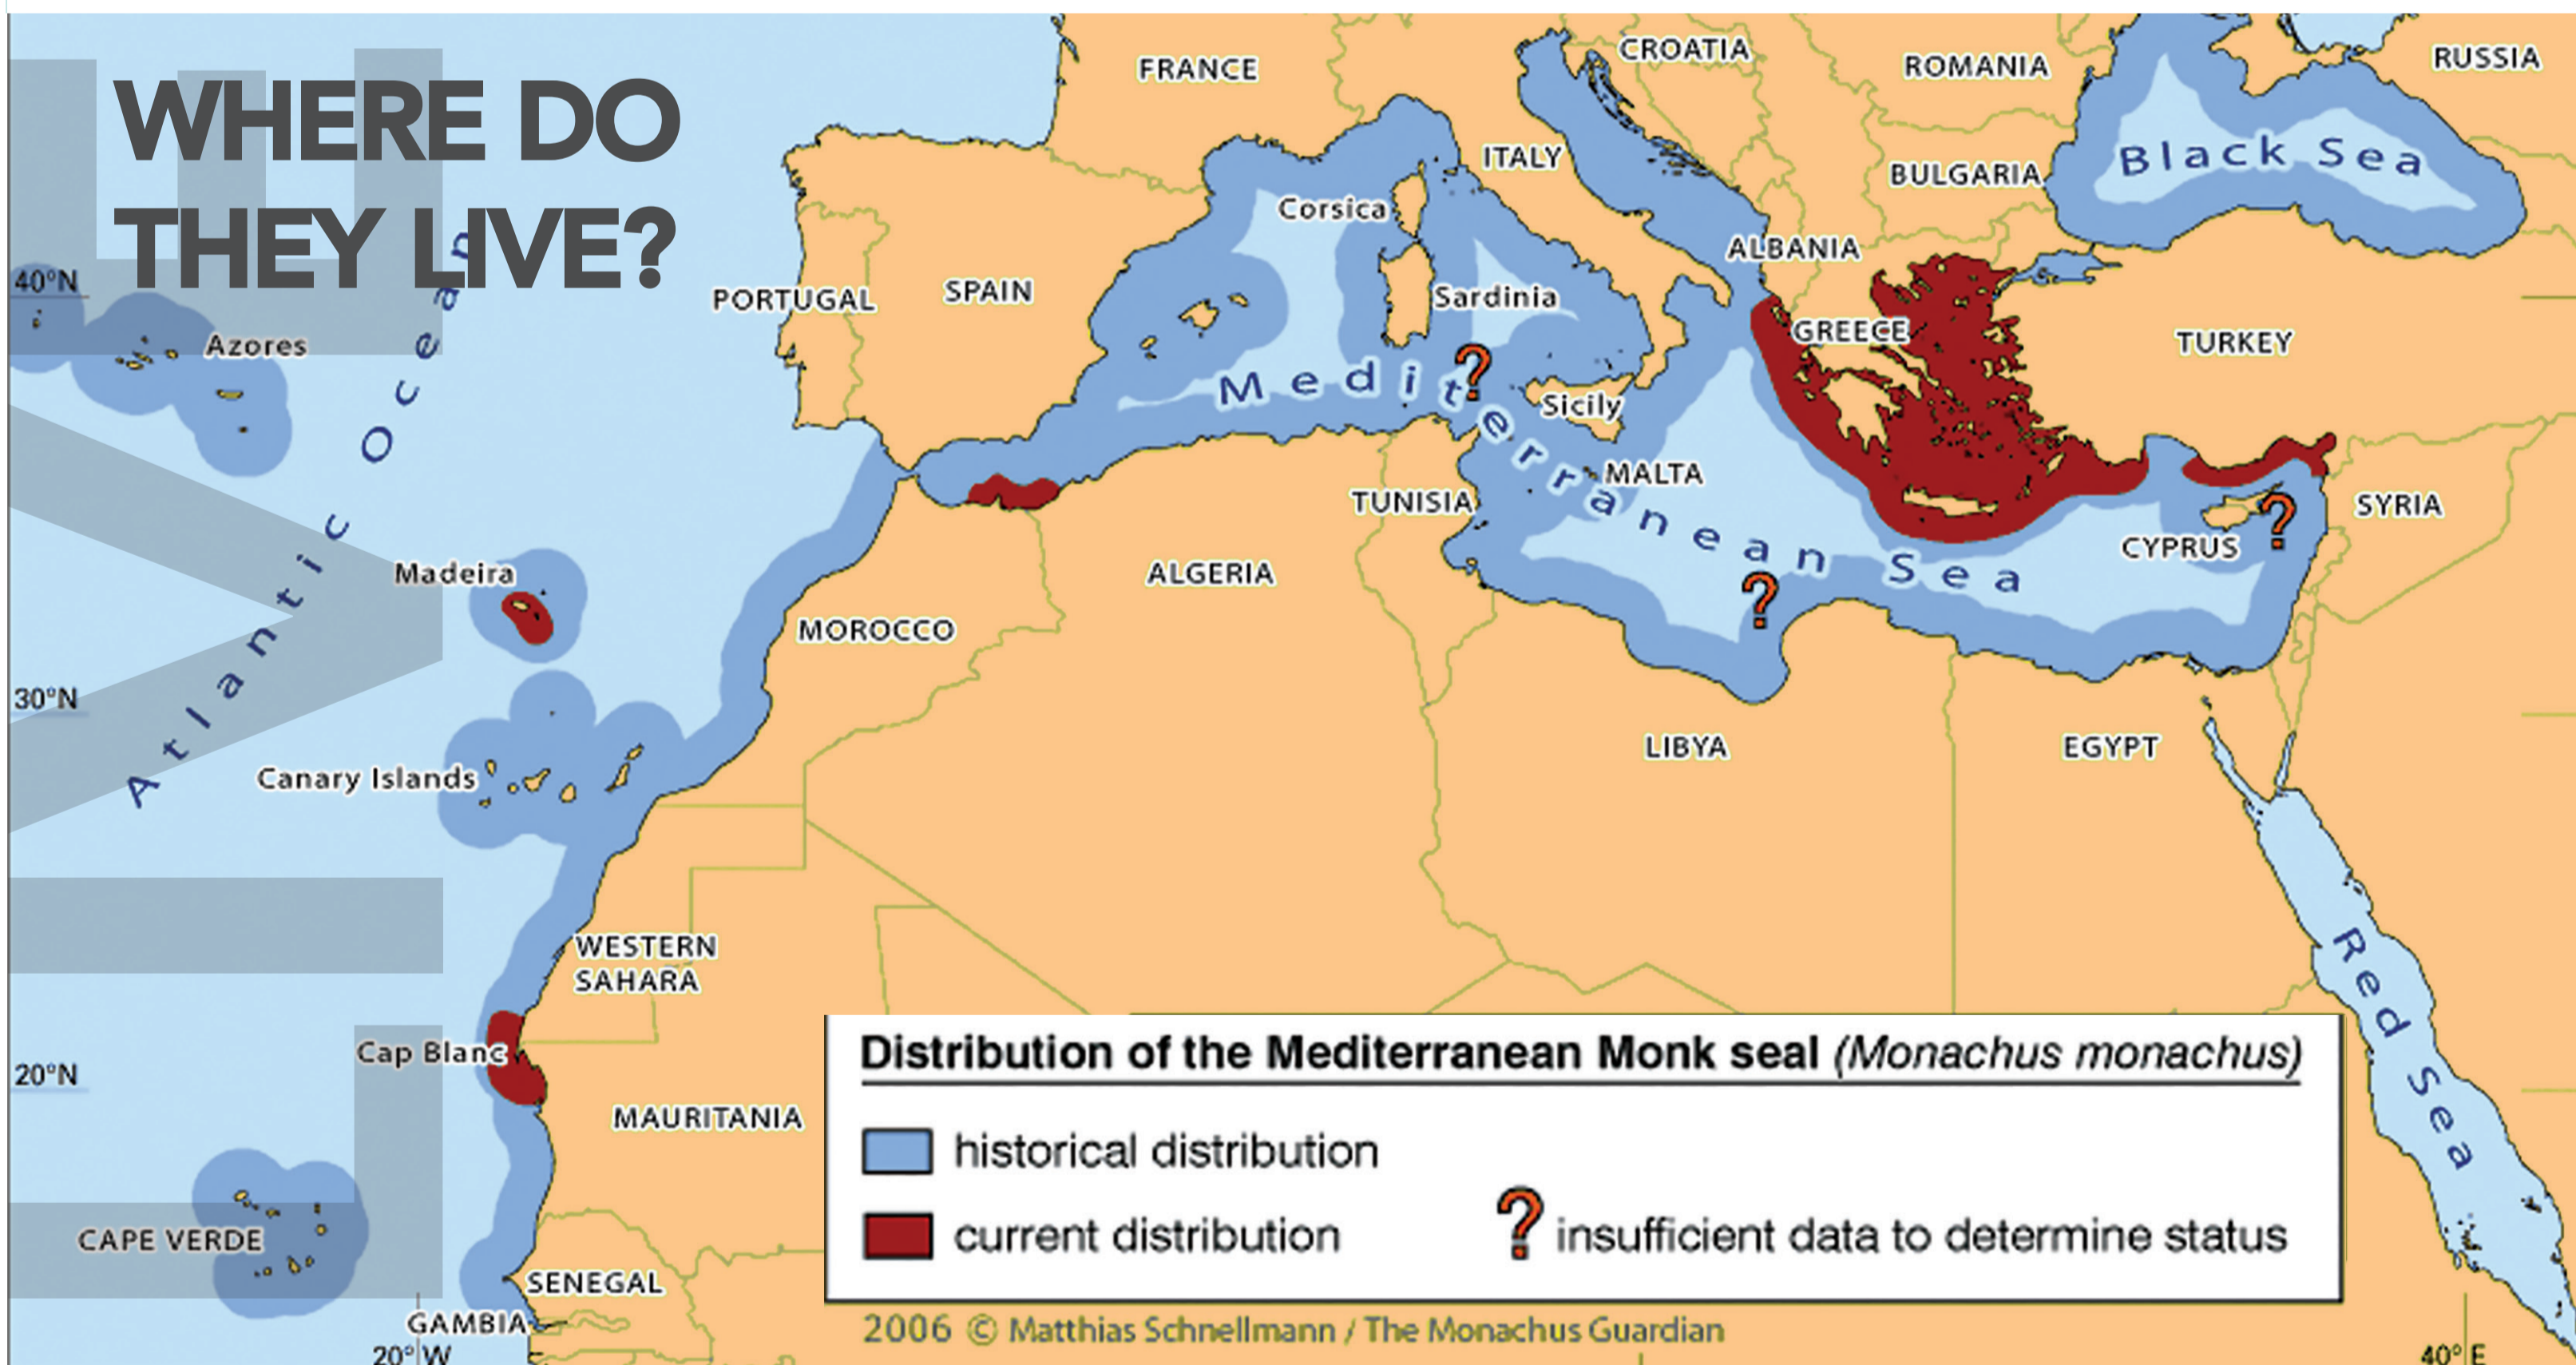 WHERE DO
THEY LIVE?
FRANCE
CROATIA
ROMANIA
RUSSIA
ITALY
BULGARIA
Black Sea
Corsica
ALBANIA
40°N
PORTUGAL
SPAIN
Sardinia
GREECE
TURKEY
Azores
Atlantic Ocean
Mediterranean Sea
?
Sicily
MALTA
TUNISIA
SYRIA
?
CYPRUS
Madeira
ALGERIA
?
MOROCCO
30°N
LIBYA
EGYPT
Canary Islands
WESTERN
SAHARA
Red Sea
Cap Blanc
20°N
MAURITANIA
CAPE VERDE
SENEGAL
GAMBIA
20° W
40° E
Distribution of the Mediterranean Monk seal (Monachus monachus)
historical distribution
current distribution
? insufficient data to determine status
2006 © Matthias Schnellmann / The Monachus Guardian